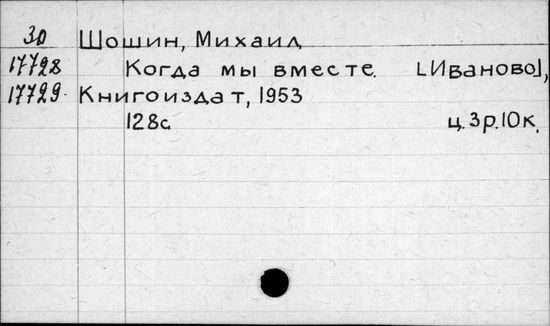 30 Шошин, Михаил
17728 Когда мы вместе. [Иваново],
17729. Книгоиздат, 1953
128с ц. 3р. 10к.